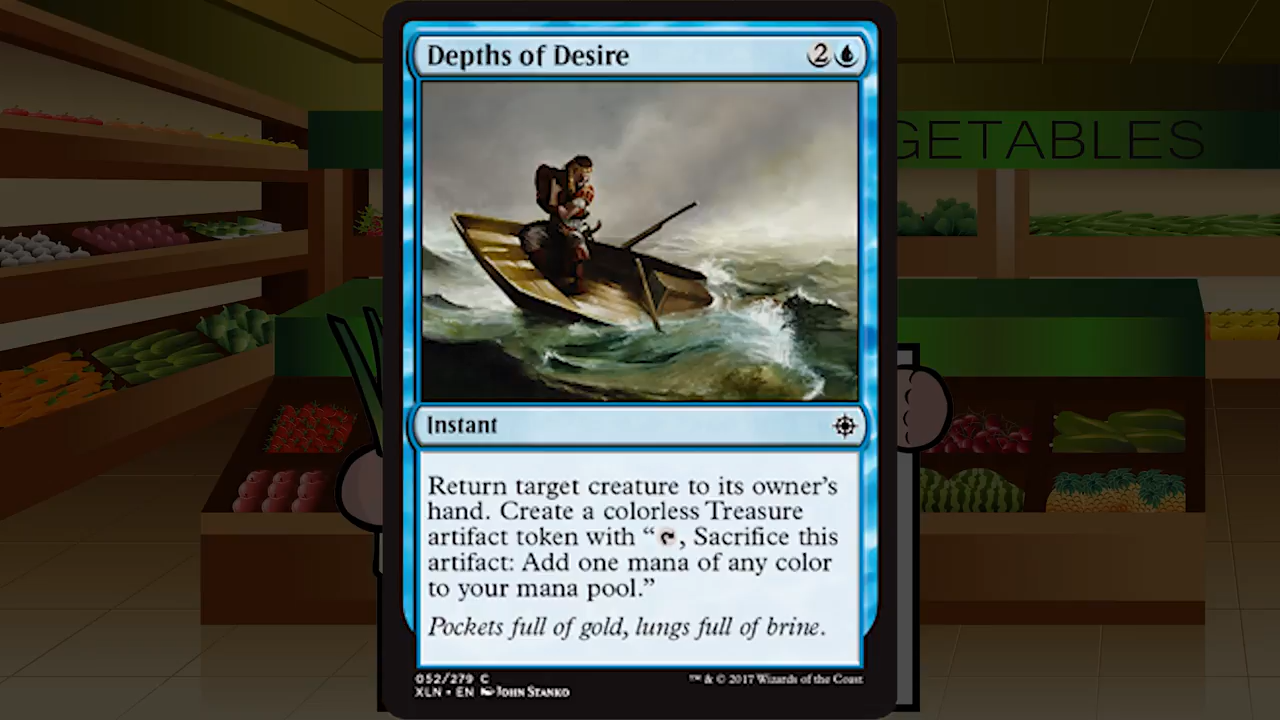 Depths of Desire 2
GETABLES
Instant
Return target creature to its owner's
hand. Create a colorless Treasure
artifact token with “ , Sacrifice this
artifact: Add one mana of any color
to your mana pool.”
Pockets full of gold, lungs full of brine.
052/279 C
XLN • EN John Stanko
™ & © 2017 Wizards of the Coast